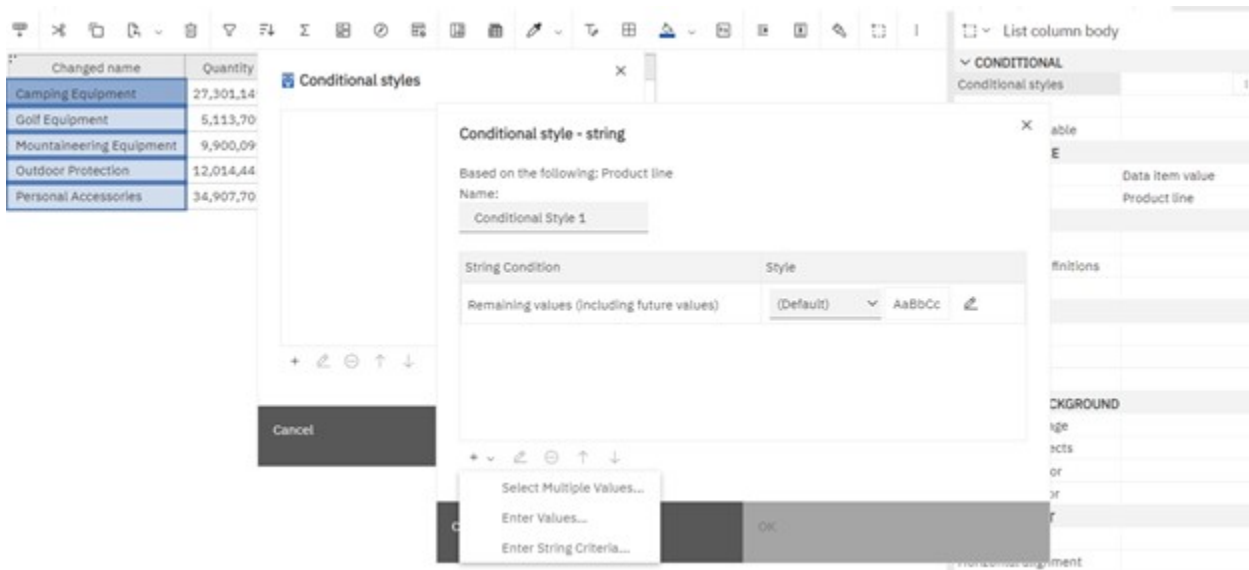 List column body
Changed name
Quantity
Camping Equipment
27,301,14
Golf Equipment
5,113,70
Mountaineering Equipment
9,900,09
Outdoor Protection
12,014,44
Personal Accessories
34,907,70
Conditional styles
Cancel
Conditional style - string
Based on the following: Product line
Name:
Conditional Style 1
String Condition
Style
Remaining values (including future values)
(Default)
AaBbCc
Select Multiple Values...
Enter Values...
Enter String Criteria...
OK
CONDITIONAL
Conditional styles
able
E
Data item value
Product line
finitions
CKGROUND
age
ects
or
or
T
Horizontal alignment